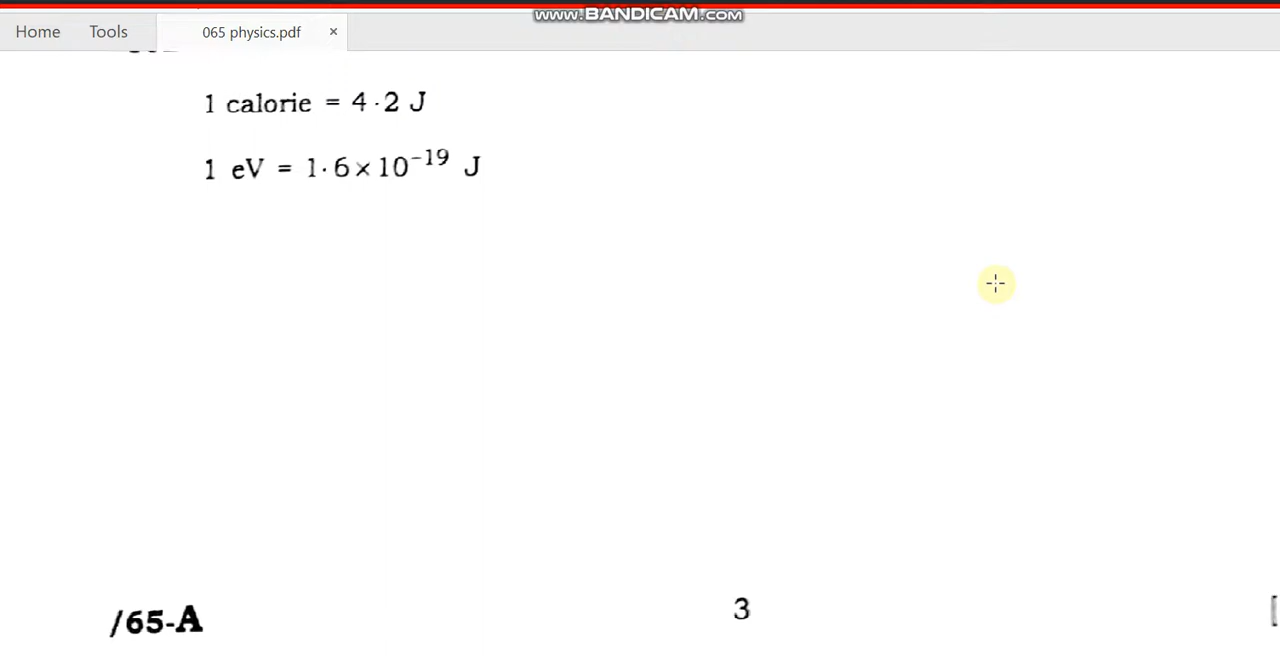 www.BANDICAM.com
Home Tools 065 physics.pdf ×
1 calorie = 4·2 J
1 eV = 1·6×10⁻¹⁹ J
/65-A 3 [